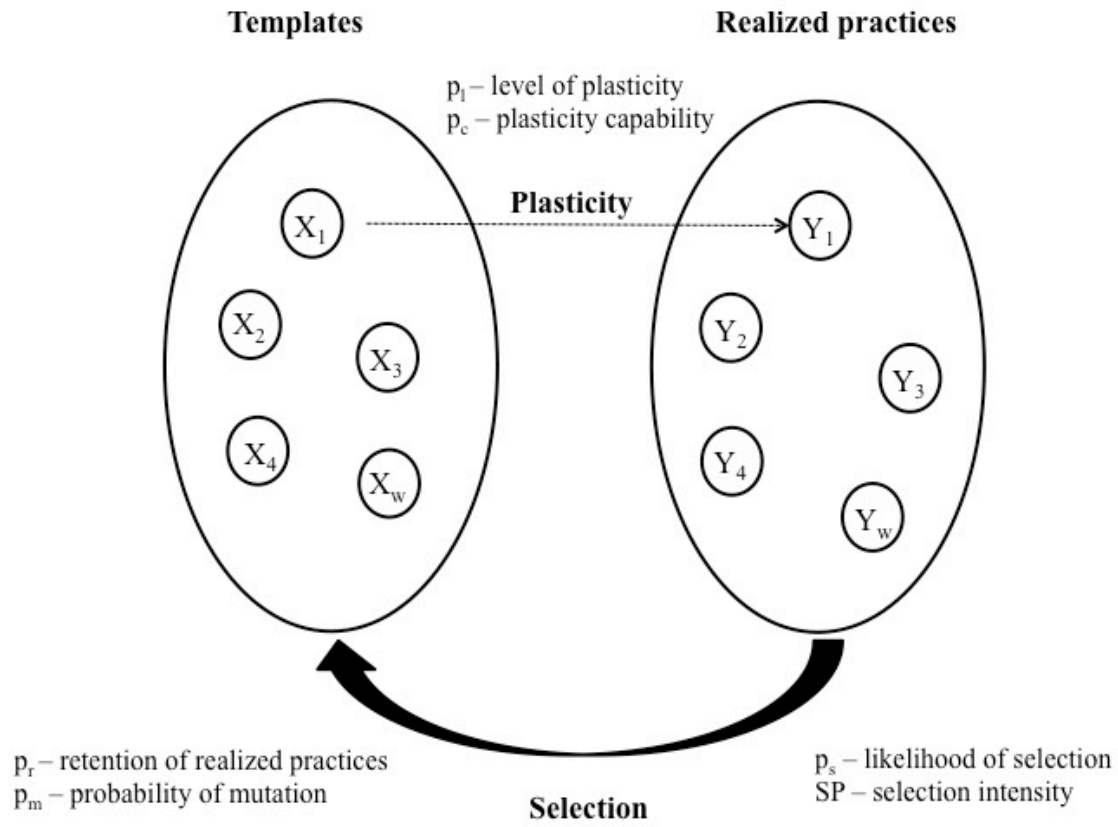 Templates
Realized practices
p_l – level of plasticity
p_c – plasticity capability
Plasticity
X_1
Y_1
X_2
Y_2
X_3
Y_3
X_4
Y_4
X_w
Y_w
p_r – retention of realized practices
p_m – probability of mutation
p_s – likelihood of selection
SP – selection intensity
Selection